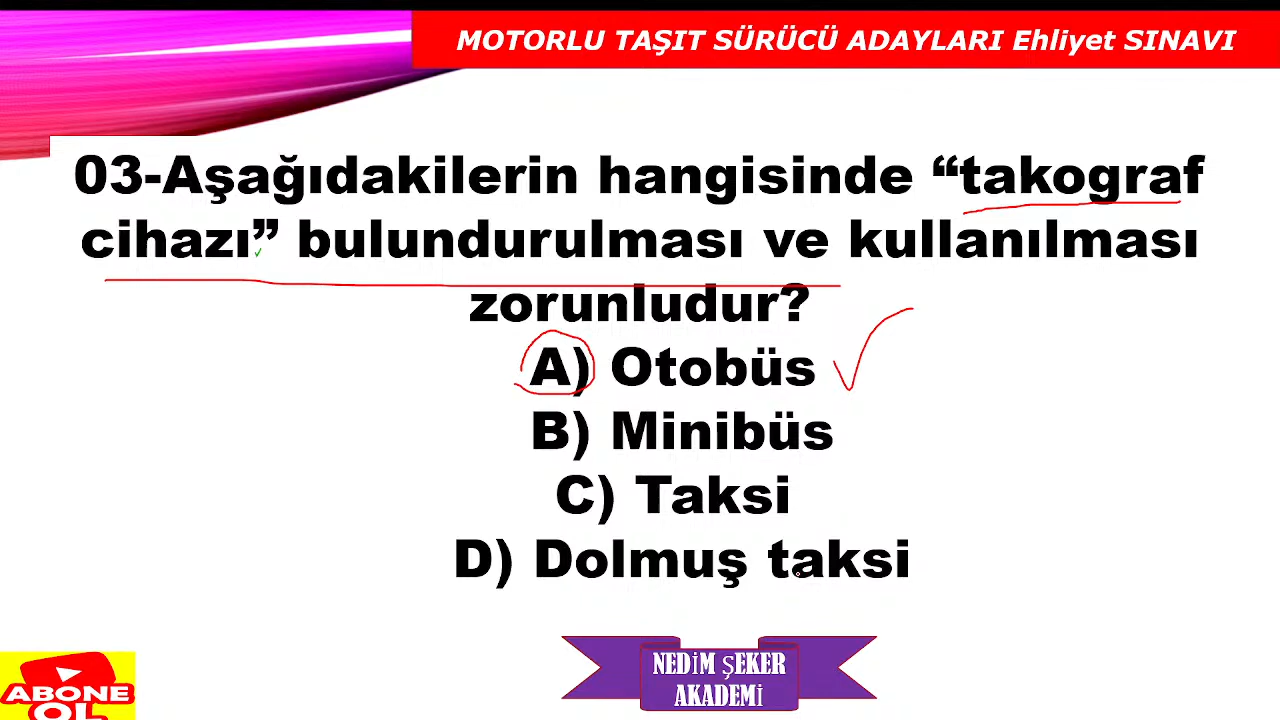 MOTORLU TAŞIT SÜRÜCÜ ADAYLARI Ehliyet SINAVI
03-Aşağıdakilerin hangisinde “takograf
cihazı” bulundurulması ve kullanılması
zorunludur?
A) Otobüs
B) Minibüs
C) Taksi
D) Dolmuş taksi
NEDİM ŞEKER
AKADEMİ
ABONE
OL